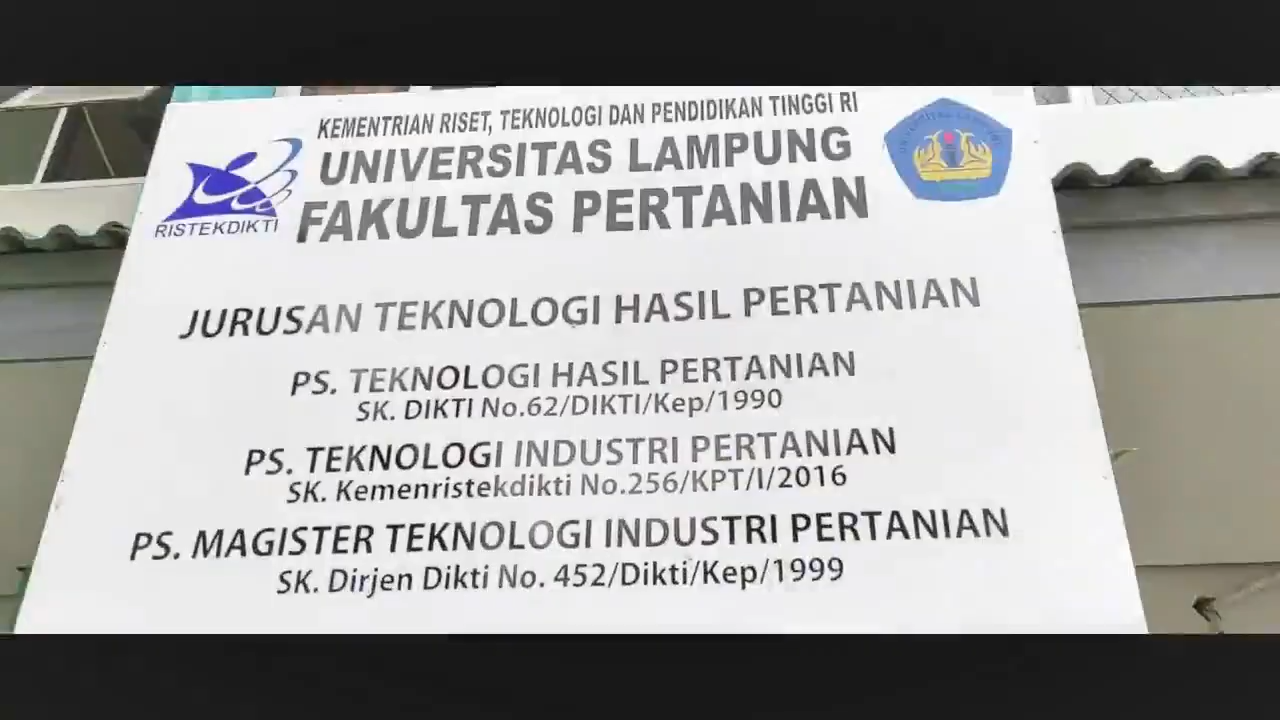 KEMENTRIAN RISET, TEKNOLOGI DAN PENDIDIKAN TINGGI RI
UNIVERSITAS LAMPUNG
FAKULTAS PERTANIAN
RISTEKDIKTI
UNIVERSITAS LAMPUNG
JURUSAN TEKNOLOGI HASIL PERTANIAN
PS. TEKNOLOGI HASIL PERTANIAN
SK. DIKTI No.62/DIKTI/Kep/1990
PS. TEKNOLOGI INDUSTRI PERTANIAN
SK. Kemenristekdikti No.256/KPT/I/2016
PS. MAGISTER TEKNOLOGI INDUSTRI PERTANIAN
SK. Dirjen Dikti No. 452/Dikti/Kep/1999